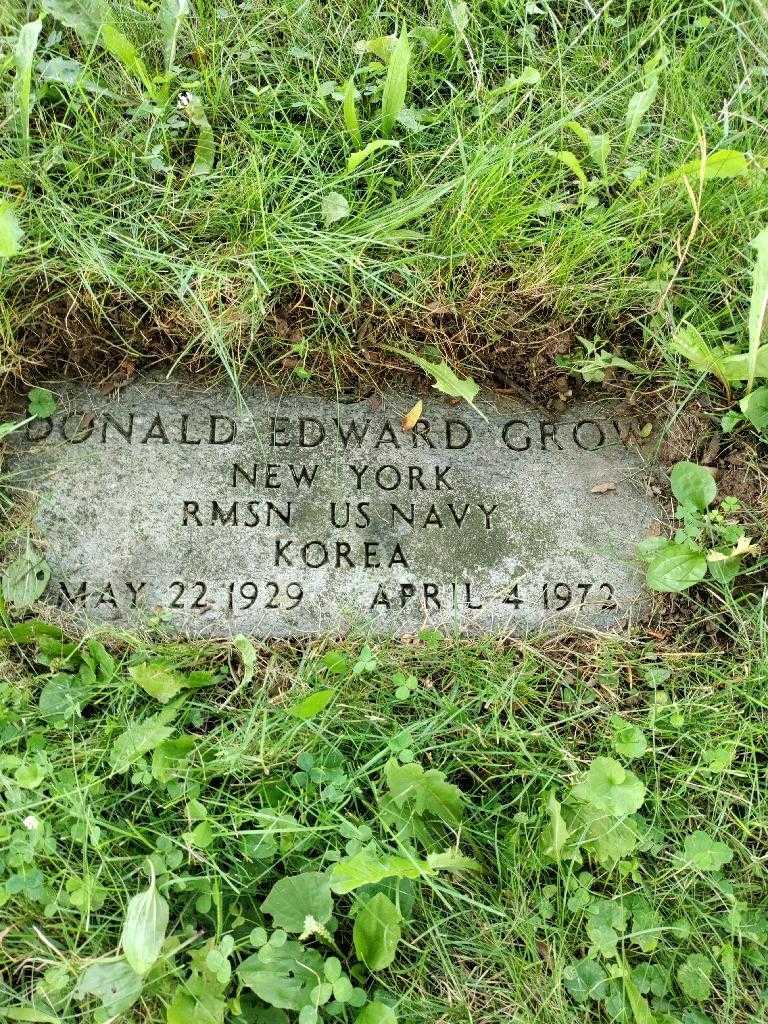 DONALD EDWARD GROW
NEW YORK
RMSN US NAVY
KOREA
MAY 22 1929 APRIL 4 1972